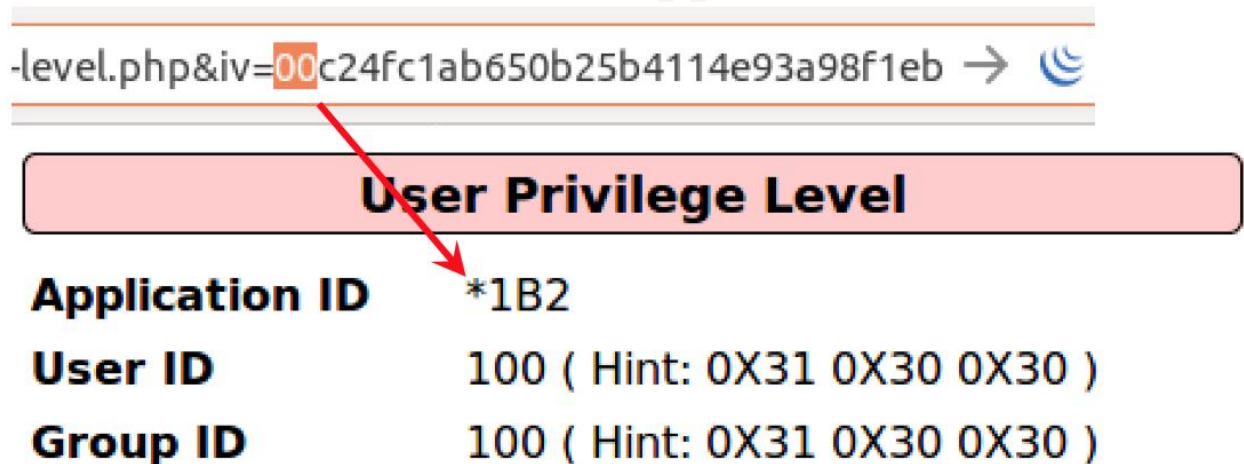 -level.php&iv=00c24fc1ab650b25b4114e93a98f1eb →
User Privilege Level
Application ID *1B2
User ID 100 ( Hint: 0X31 0X30 0X30 )
Group ID 100 ( Hint: 0X31 0X30 0X30 )